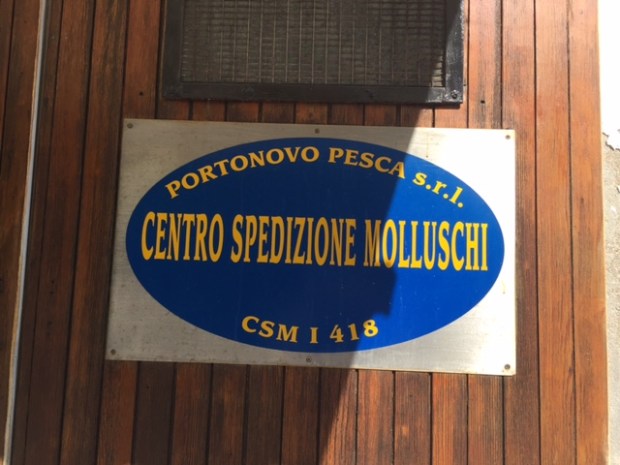 PORTONOVO PESCA s.r.l.
CENTRO SPEDIZIONE MOLLUSCHI
CSM I 418